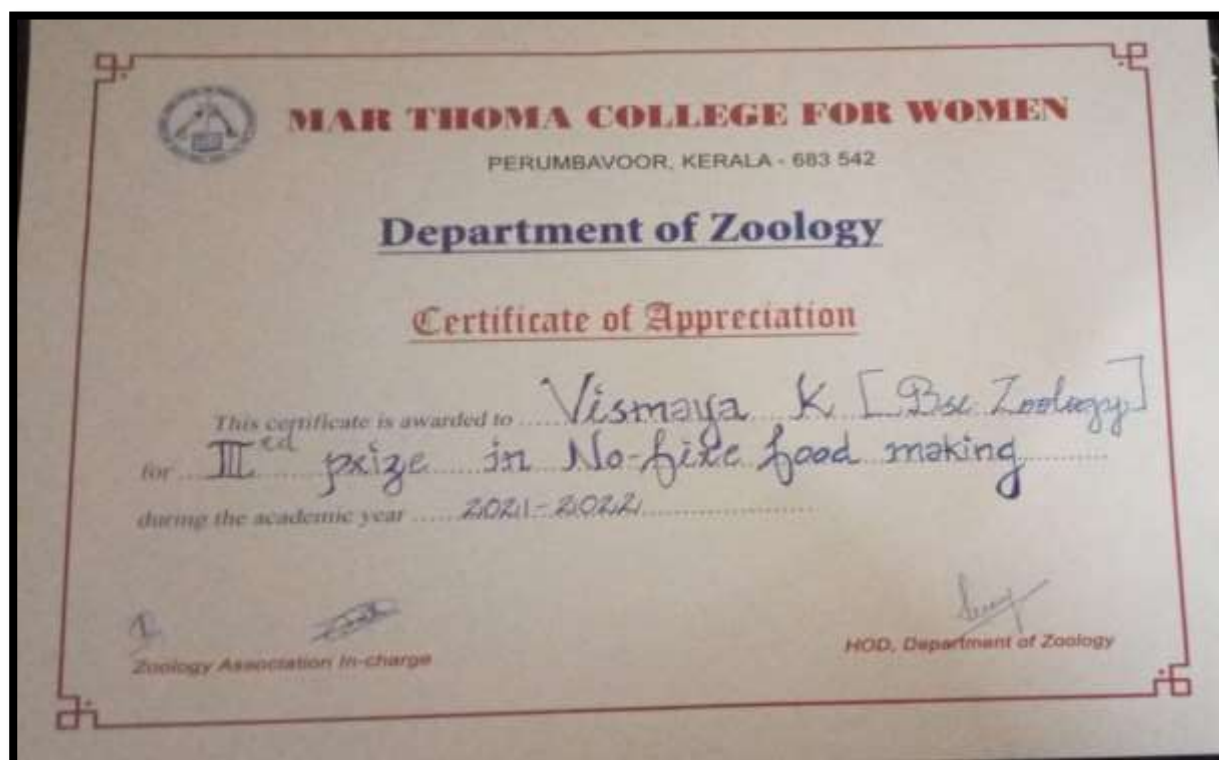 MAR THOMA COLLEGE FOR WOMEN
PERUMBAVOOR, KERALA - 683 542
Department of Zoology
Certificate of Appreciation
This certificate is awarded to ..... Vismaya K [Bsc Zoology]
for ..... IIIrd prize in No-fire food making
during the academic year ..... 2021-2022
Zoology Association In-charge
HOD, Department of Zoology